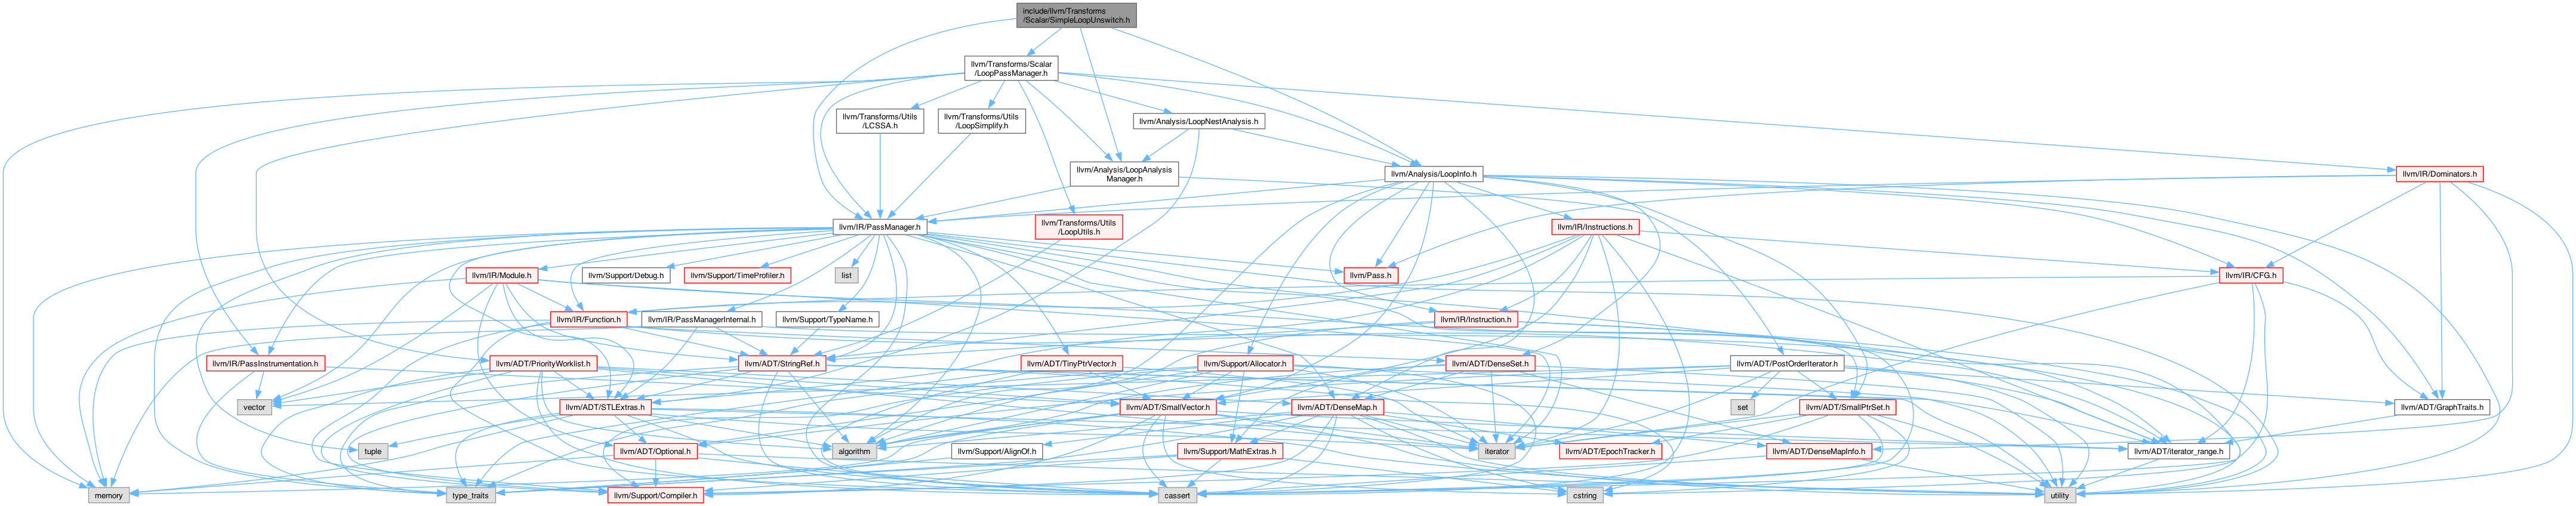 include/llvm/Transforms
/Scalar/SimpleLoopUnswitch.h
llvm/Transforms/Scalar
/LoopPassManager.h
llvm/Transforms/Utils
/LCSSA.h
llvm/Transforms/Utils
/LoopSimplify.h
llvm/Analysis/LoopNestAnalysis.h
llvm/Analysis/LoopAnalysis
Manager.h
llvm/Analysis/LoopInfo.h
llvm/IR/Dominators.h
llvm/IR/PassManager.h
llvm/Transforms/Utils
/LoopUtils.h
llvm/IR/Instructions.h
llvm/IR/Module.h
llvm/Support/Debug.h
llvm/Support/TimeProfiler.h
list
llvm/Pass.h
llvm/IR/CFG.h
llvm/IR/Function.h
llvm/IR/PassManagerInternal.h
llvm/Support/TypeName.h
llvm/IR/Instruction.h
llvm/IR/PassInstrumentation.h
llvm/ADT/PriorityWorklist.h
llvm/ADT/StringRef.h
llvm/ADT/TinyPtrVector.h
llvm/Support/Allocator.h
llvm/ADT/DenseSet.h
llvm/ADT/PostOrderIterator.h
vector
llvm/ADT/STLExtras.h
llvm/ADT/SmallVector.h
llvm/ADT/DenseMap.h
set
llvm/ADT/SmallPtrSet.h
llvm/ADT/GraphTraits.h
tuple
llvm/ADT/Optional.h
algorithm
llvm/Support/AlignOf.h
llvm/Support/MathExtras.h
iterator
llvm/ADT/EpochTracker.h
llvm/ADT/DenseMapInfo.h
llvm/ADT/iterator_range.h
memory
type_traits
llvm/Support/Compiler.h
cassert
cstring
utility